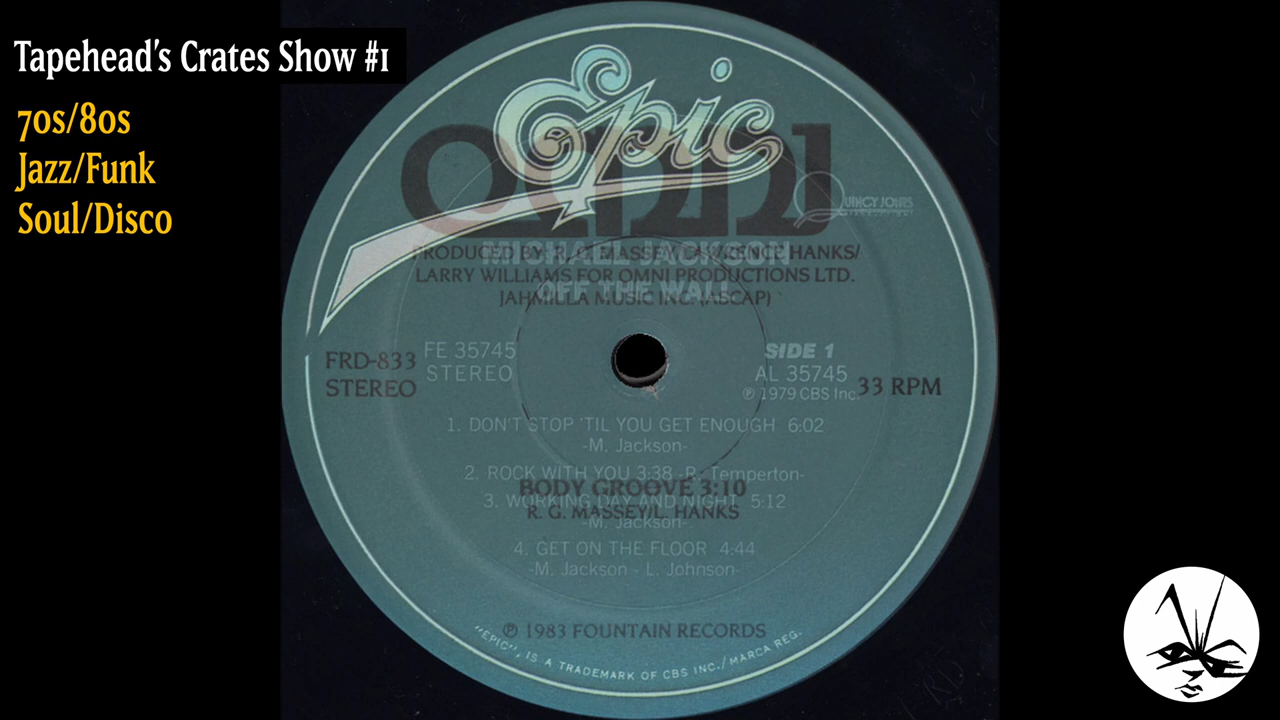 Tapehead's Crates Show #1
70s/80s
Jazz/Funk
Soul/Disco
Epic
OMNI
QUINCY JONES
PRODUCED BY: R. G. MASSEY/LAWRENCE HANKS/
LARRY WILLIAMS FOR OMNI PRODUCTIONS LTD.
JAHMILLA MUSIC INC. (ASCAP)
MICHAEL JACKSON
OFF THE WALL
FRD-833
STEREO
FE 35745
STEREO
SIDE 1
AL 35745
℗ 1979 CBS Inc.
33 RPM
1. DON'T STOP 'TIL YOU GET ENOUGH 6:02
-M. Jackson-
2. ROCK WITH YOU 3:38 -R. Temperton-
BODY GROOVE 3:10
3. WORKING DAY AND NIGHT 5:12
R. G. MASSEY/L. HANKS
-M. Jackson-
4. GET ON THE FLOOR 4:44
-M. Jackson - L. Johnson-
℗ 1983 FOUNTAIN RECORDS
"EPIC", IS A TRADEMARK OF CBS INC./MARCA REG.